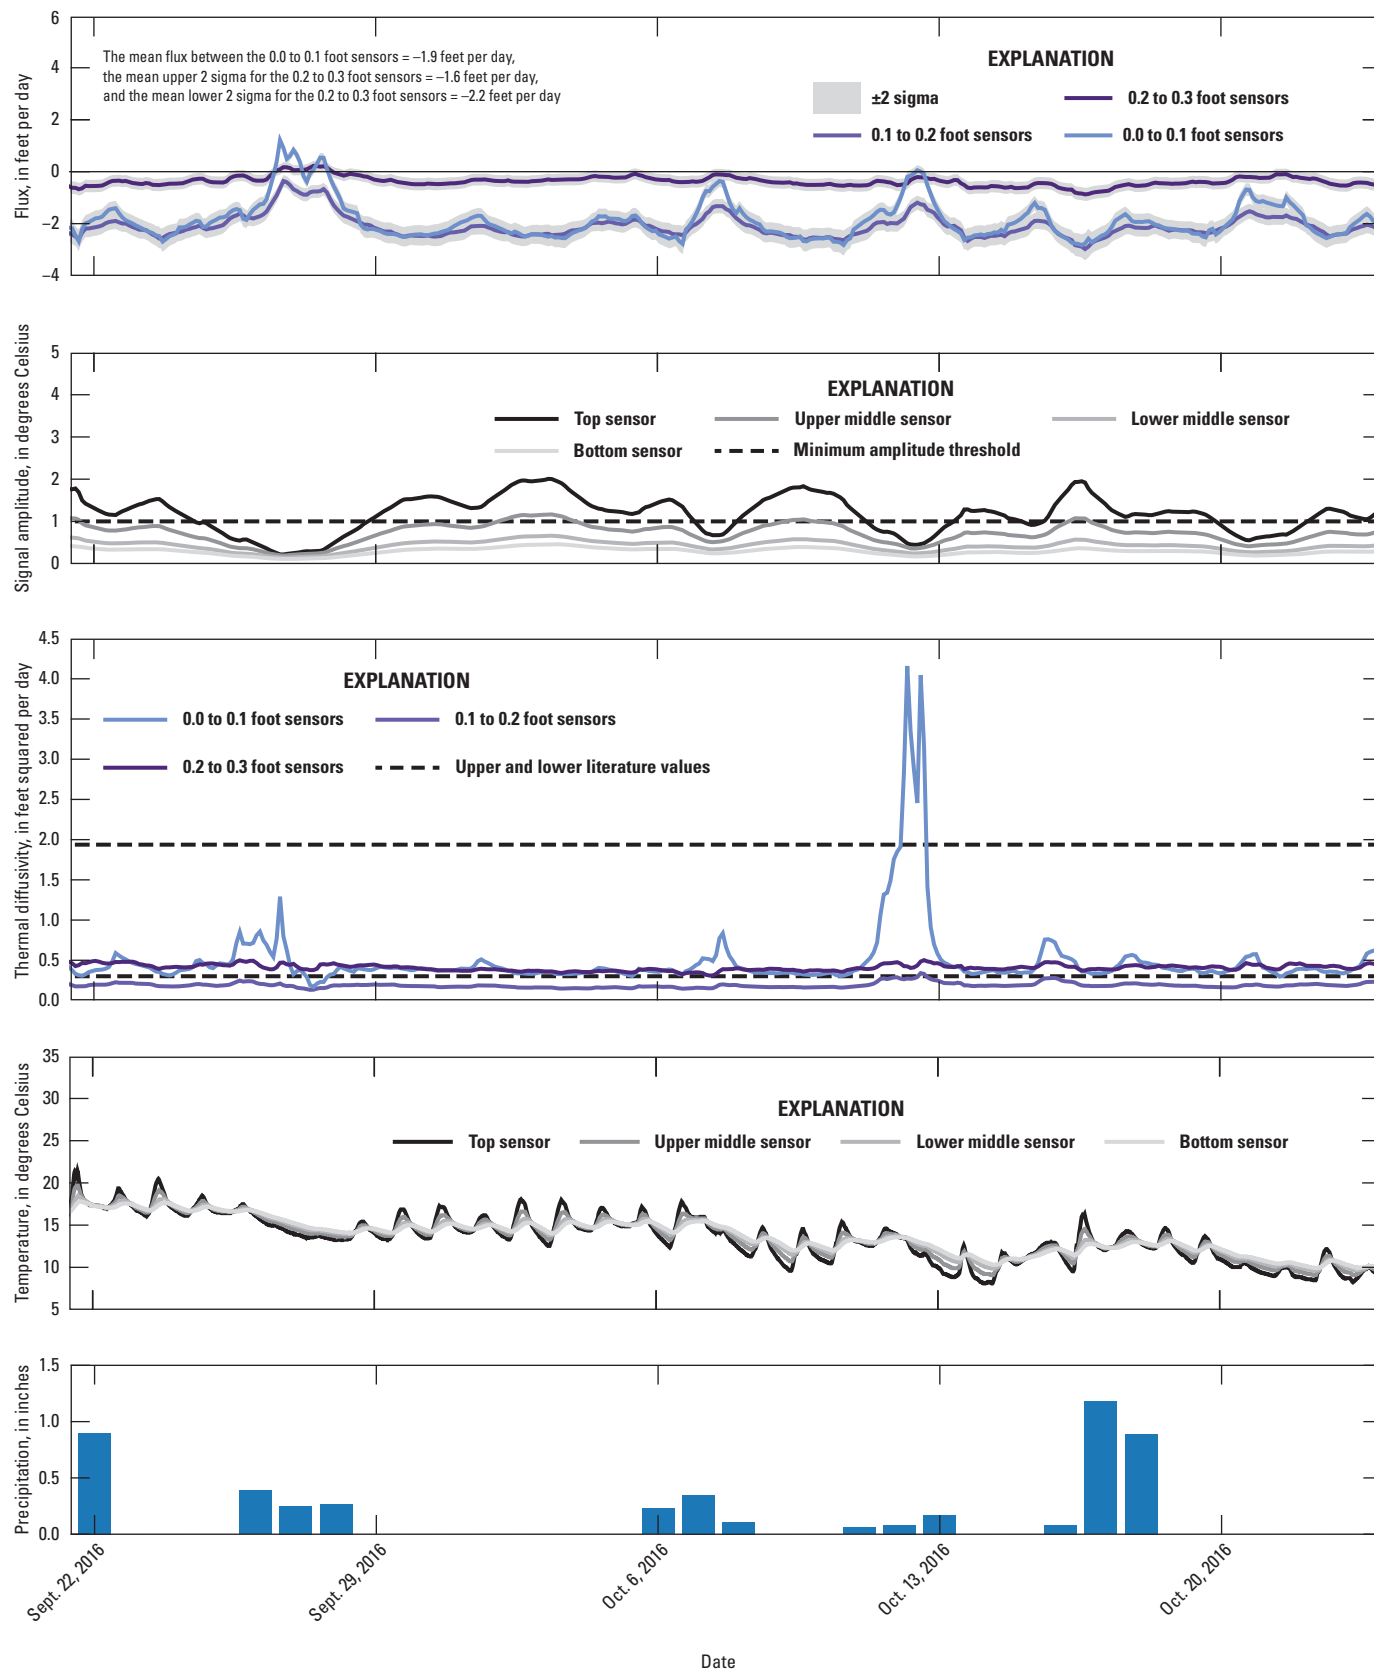 Flux, in feet per day
6
4
2
0
–2
–4
The mean flux between the 0.0 to 0.1 foot sensors = –1.9 feet per day,
the mean upper 2 sigma for the 0.2 to 0.3 foot sensors = –1.6 feet per day,
and the mean lower 2 sigma for the 0.2 to 0.3 foot sensors = –2.2 feet per day
EXPLANATION
±2 sigma
0.2 to 0.3 foot sensors
0.1 to 0.2 foot sensors
0.0 to 0.1 foot sensors
Signal amplitude, in degrees Celsius
5
4
3
2
1
0
EXPLANATION
Top sensor
Upper middle sensor
Lower middle sensor
Bottom sensor
Minimum amplitude threshold
Thermal diffusivity, in feet squared per day
4.5
4.0
3.5
3.0
2.5
2.0
1.5
1.0
0.5
0.0
EXPLANATION
0.0 to 0.1 foot sensors
0.1 to 0.2 foot sensors
0.2 to 0.3 foot sensors
Upper and lower literature values
Temperature, in degrees Celsius
35
30
25
20
15
10
5
EXPLANATION
Top sensor
Upper middle sensor
Lower middle sensor
Bottom sensor
Precipitation, in inches
1.5
1.0
0.5
0.0
Sept. 22, 2016
Sept. 29, 2016
Oct. 6, 2016
Oct. 13, 2016
Oct. 20, 2016
Date